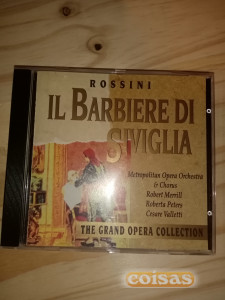 ROSSINI
IL BARBIERE DI
SIVIGLIA
Metropolitan Opera Orchestra
& Chorus
Robert Merrill
Roberta Peters
Cesare Valletti
THE GRAND OPERA COLLECTION
coisas